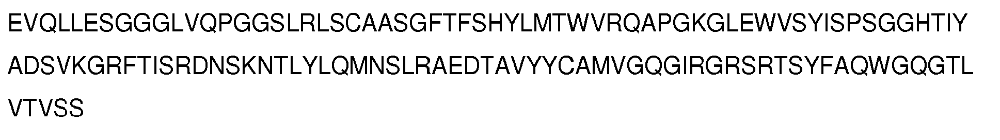 EVQLLESGGGLVQPGGSLRLSCAASGFTFSHYLMTWVRQAPGKGLEWVSYISPSGGHTIY
ADSVKGRFTISRDNSKNTLYLQMNSLRAEDTAVYYCAMVGQGIRGRSRTSYFAQWGQGTL
VTVSS